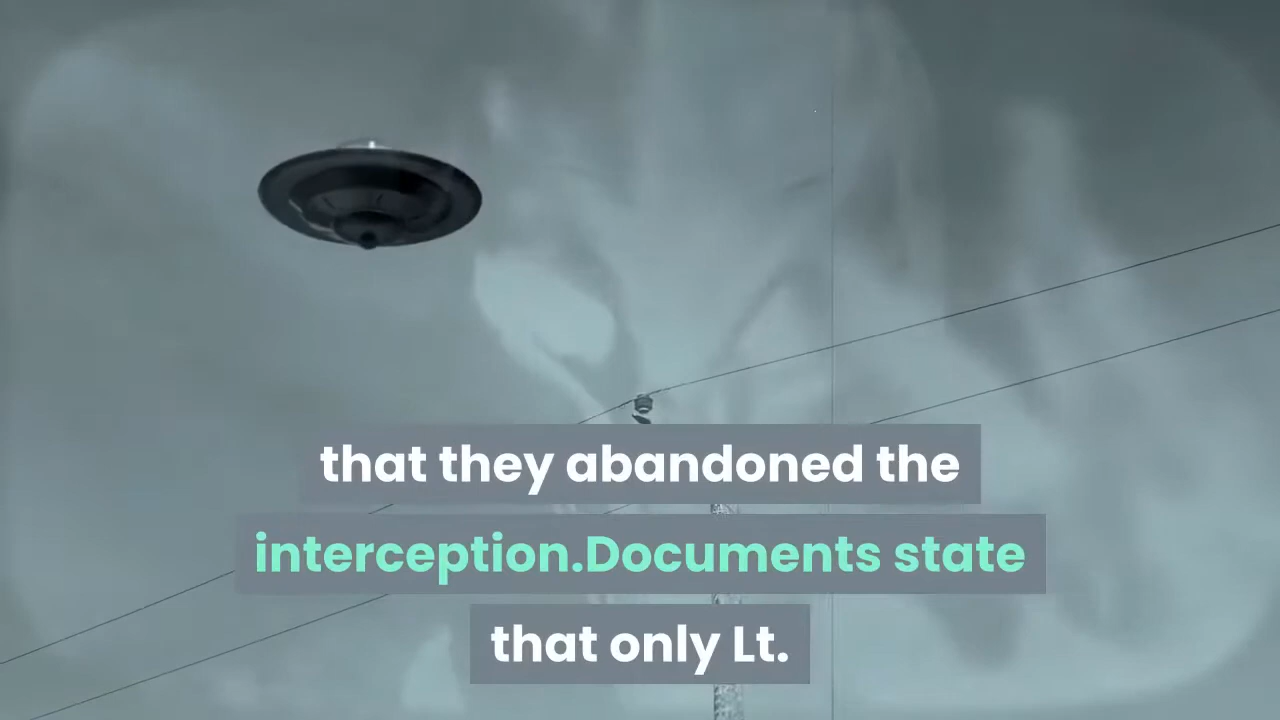 that they abandoned the
interception.Documents state
that only Lt.